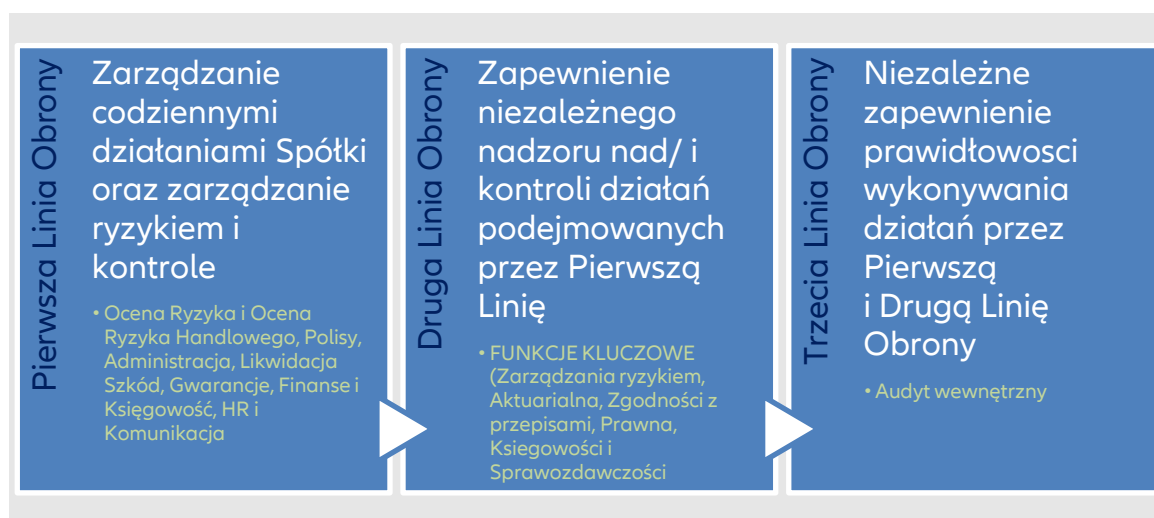 Pierwsza Linia Obrony
Zarządzanie
codziennymi
działaniami Spółki
oraz zarządzanie
ryzykiem i
kontrole
• Ocena Ryzyka i Ocena
Ryzyka Handlowego, Polisy,
Administracja, Likwidacja
Szkód, Gwarancje, Finanse i
Księgowość, HR i
Komunikacja
Druga Linia Obrony
Zapewnienie
niezależnego
nadzoru nad/ i
kontroli działań
podejmowanych
przez Pierwszą
Linię
• FUNKCJE KLUCZOWE
(Zarządzania ryzykiem,
Aktuarialna, Zgodności z
przepisami, Prawna,
Ksiegowości i
Sprawozdawczości
Trzecia Linia Obrony
Niezależne
zapewnienie
prawidłowosci
wykonywania
działań przez
Pierwszą
i Drugą Linię
Obrony
• Audyt wewnętrzny